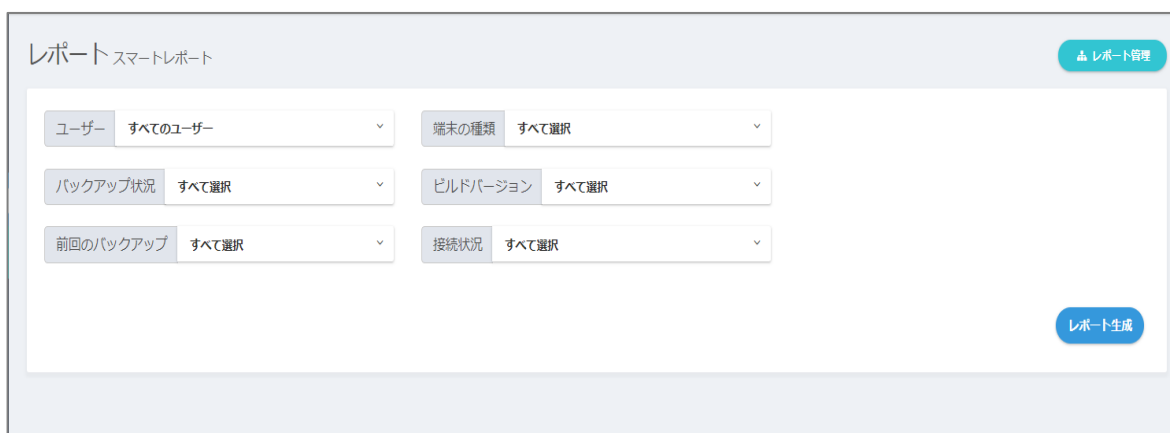 レポート スマートレポート
レポート管理
ユーザー すべてのユーザー
端末の種類 すべて選択
バックアップ状況 すべて選択
ビルドバージョン すべて選択
前回のバックアップ すべて選択
接続状況 すべて選択
レポート生成